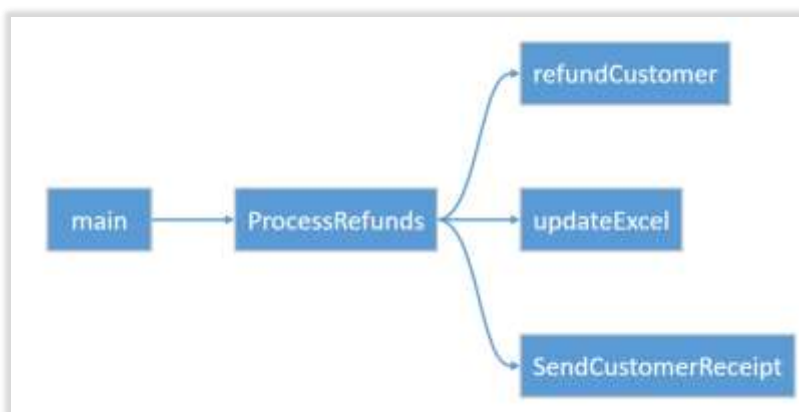 refundCustomer
main
ProcessRefunds
updateExcel
SendCustomerReceipt